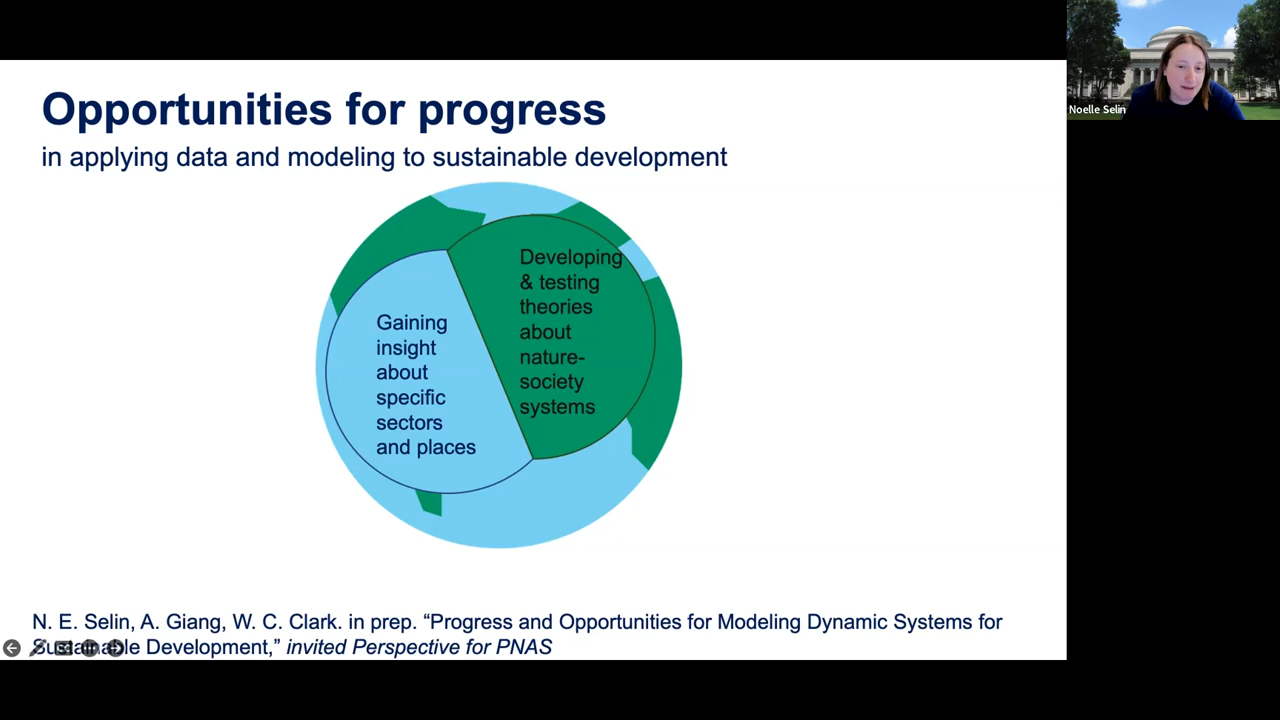 Opportunities for progress
in applying data and modeling to sustainable development
Gaining
insight
about
specific
sectors
and places
Developing
& testing
theories
about
nature-
society
systems
N. E. Selin, A. Giang, W. C. Clark. in prep. “Progress and Opportunities for Modeling Dynamic Systems for
Sustainable Development,” invited Perspective for PNAS
Noelle Selin